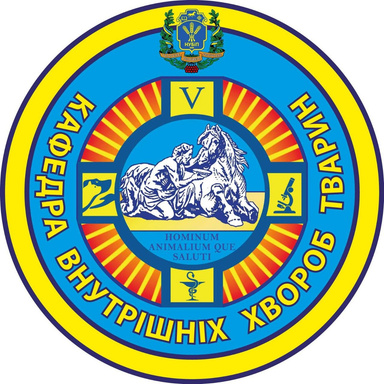 НУБІП
V
КАФЕДРА ВНУТРІШНІХ ХВОРОБ ТВАРИН
HOMINUM
ANIMALIUM QUE
SALUTI